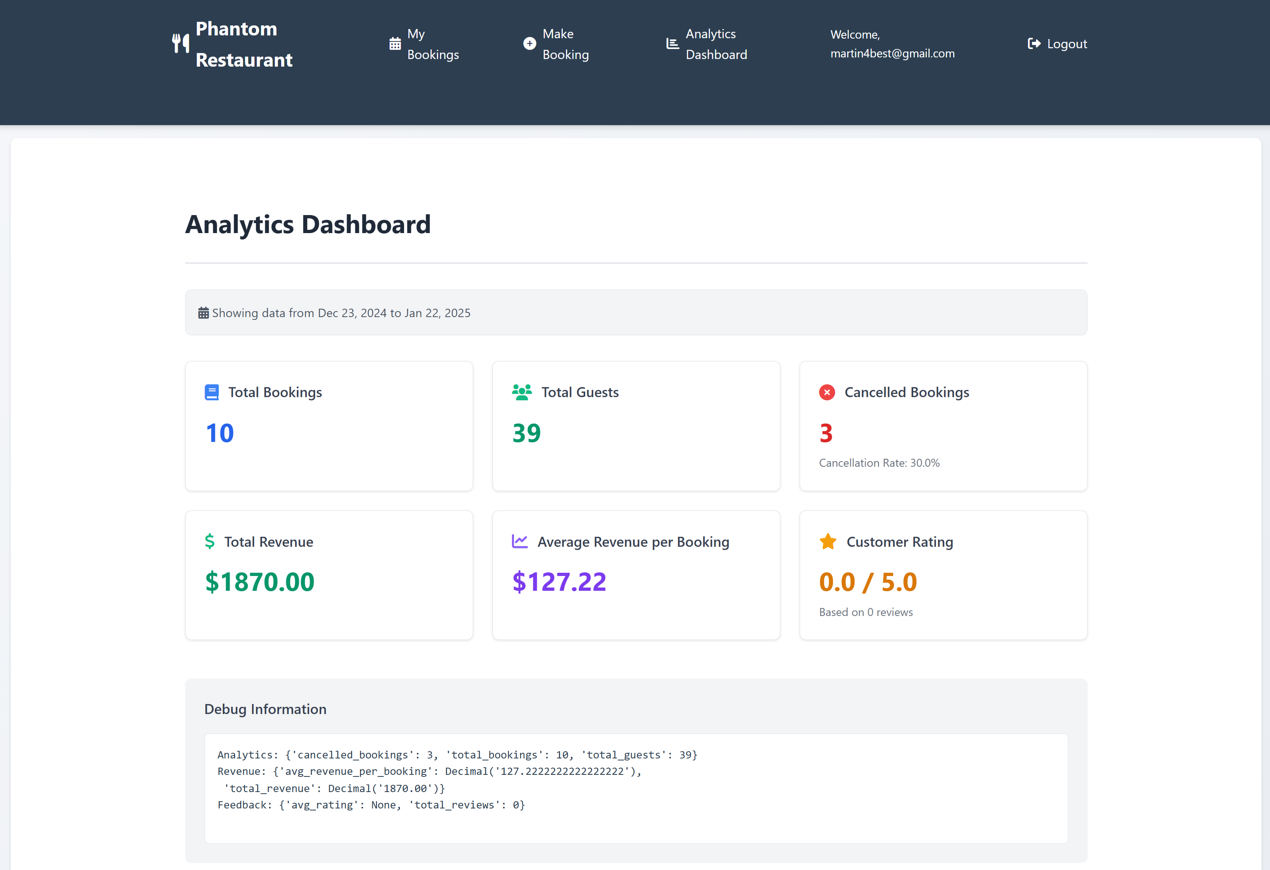 Phantom
Restaurant
My
Bookings
Make
Booking
Analytics
Dashboard
Welcome,
martin4best@gmail.com
Logout
Analytics Dashboard
Showing data from Dec 23, 2024 to Jan 22, 2025
Total Bookings
10
Total Guests
39
Cancelled Bookings
3
Cancellation Rate: 30.0%
Total Revenue
$1870.00
Average Revenue per Booking
$127.22
Customer Rating
0.0 / 5.0
Based on 0 reviews
Debug Information
Analytics: {'cancelled_bookings': 3, 'total_bookings': 10, 'total_guests': 39}
Revenue: {'avg_revenue_per_booking': Decimal('127.2222222222222222'),
 'total_revenue': Decimal('1870.00')}
Feedback: {'avg_rating': None, 'total_reviews': 0}